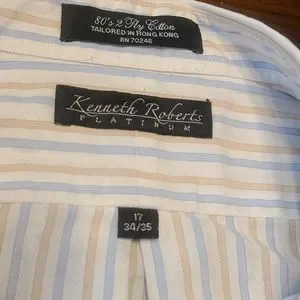 80's 2 Ply Cotton
TAILORED IN HONG KONG
RN 70246
Kenneth Roberts
PLATINUM
17
34/35